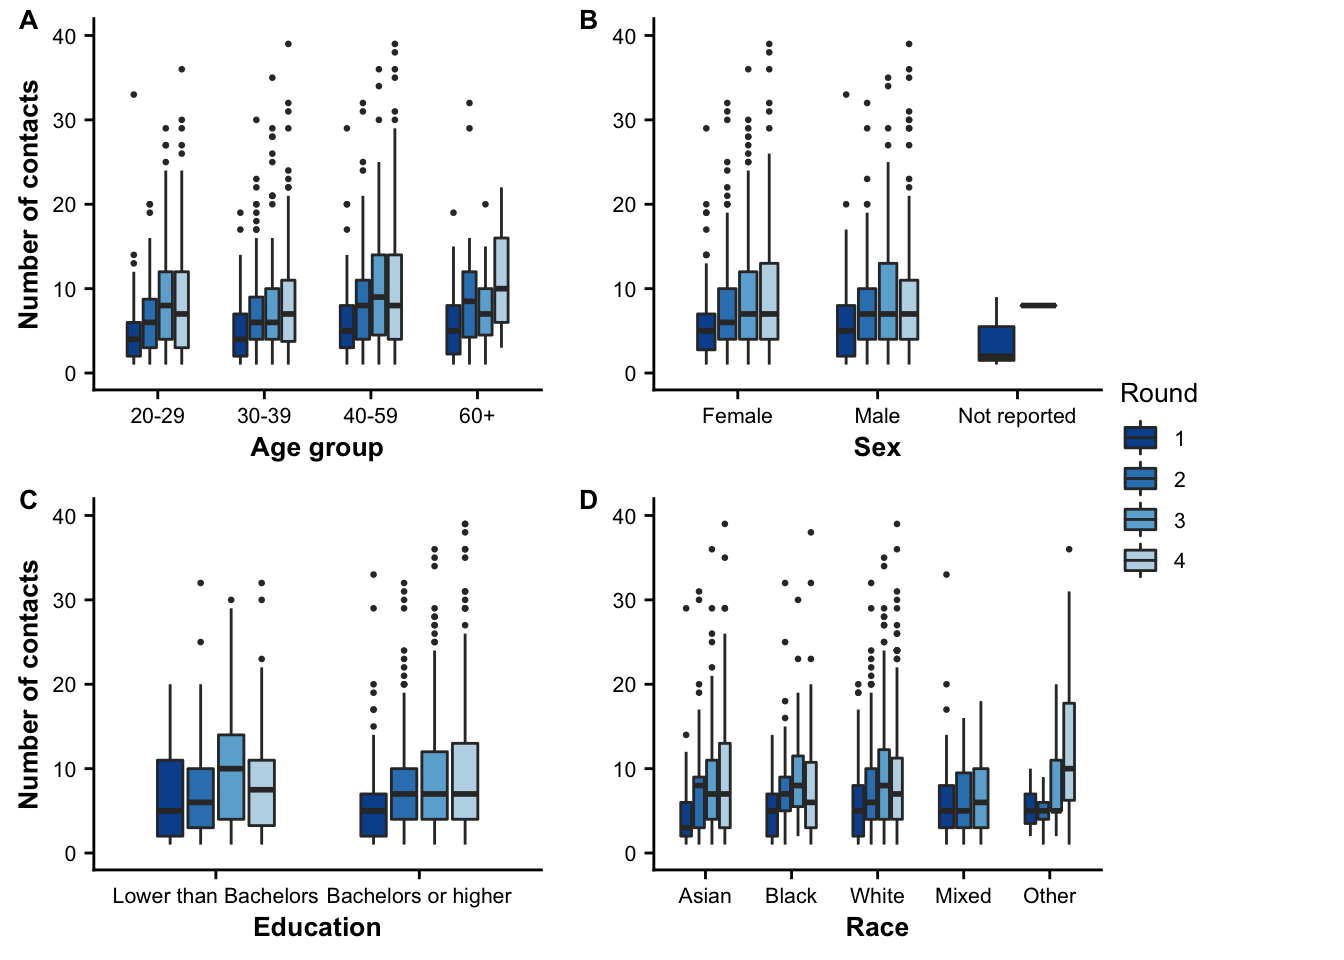 A
Number of contacts
40
30
20
10
0
20-29 30-39 40-59 60+
Age group
B
40
30
20
10
0
Female Male Not reported
Sex
C
Number of contacts
40
30
20
10
0
Lower than Bachelors Bachelors or higher
Education
D
40
30
20
10
0
Asian Black White Mixed Other
Race
Round
1
2
3
4